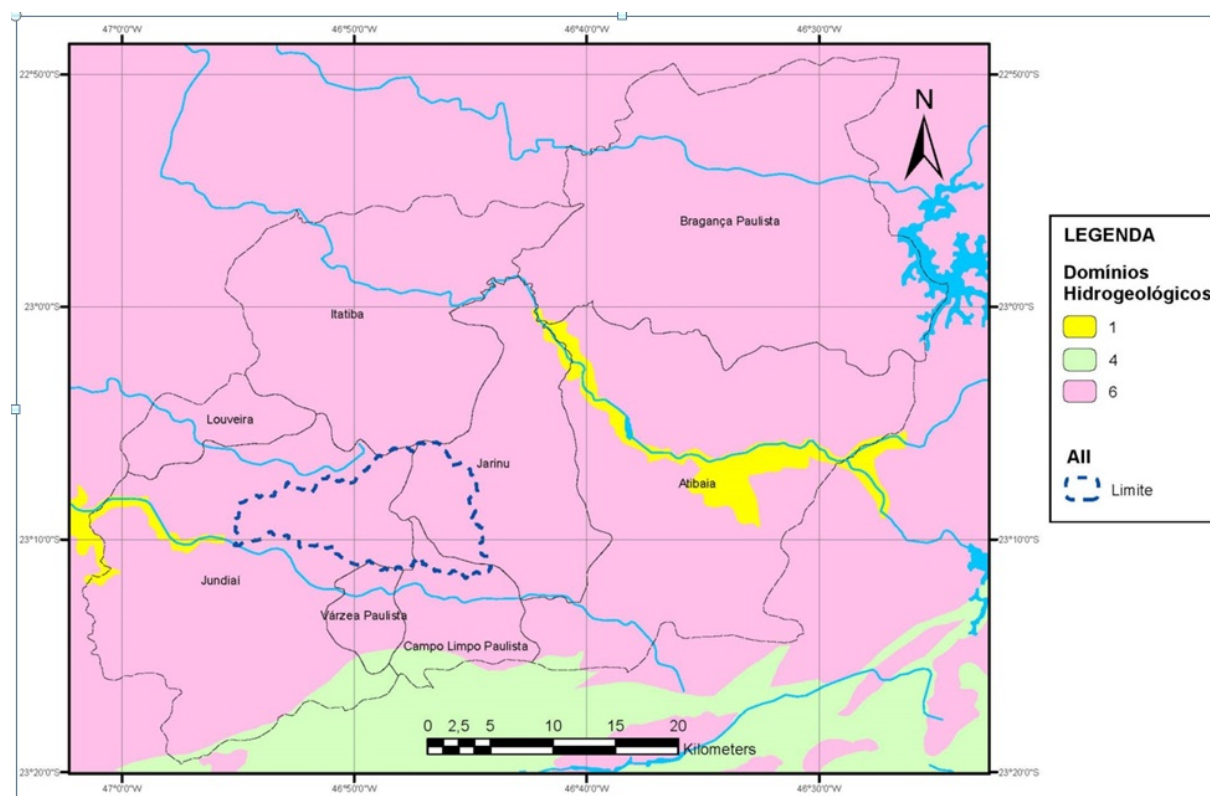 47°0'0"W
46°50'0"W
46°40'0"W
46°30'0"W
22°50'0"S
22°50'0"S
N
Bragança Paulista
LEGENDA
Domínios
Hidrogeológicos
1
4
6
AII
Limite
23°0'0"S
23°0'0"S
Itatiba
Louveira
Jarinu
Atibaia
23°10'0"S
23°10'0"S
Jundiaí
Várzea Paulista
Campo Limpo Paulista
0 2,5 5 10 15 20
Kilometers
23°20'0"S
23°20'0"S
47°0'0"W
46°50'0"W
46°40'0"W
46°30'0"W